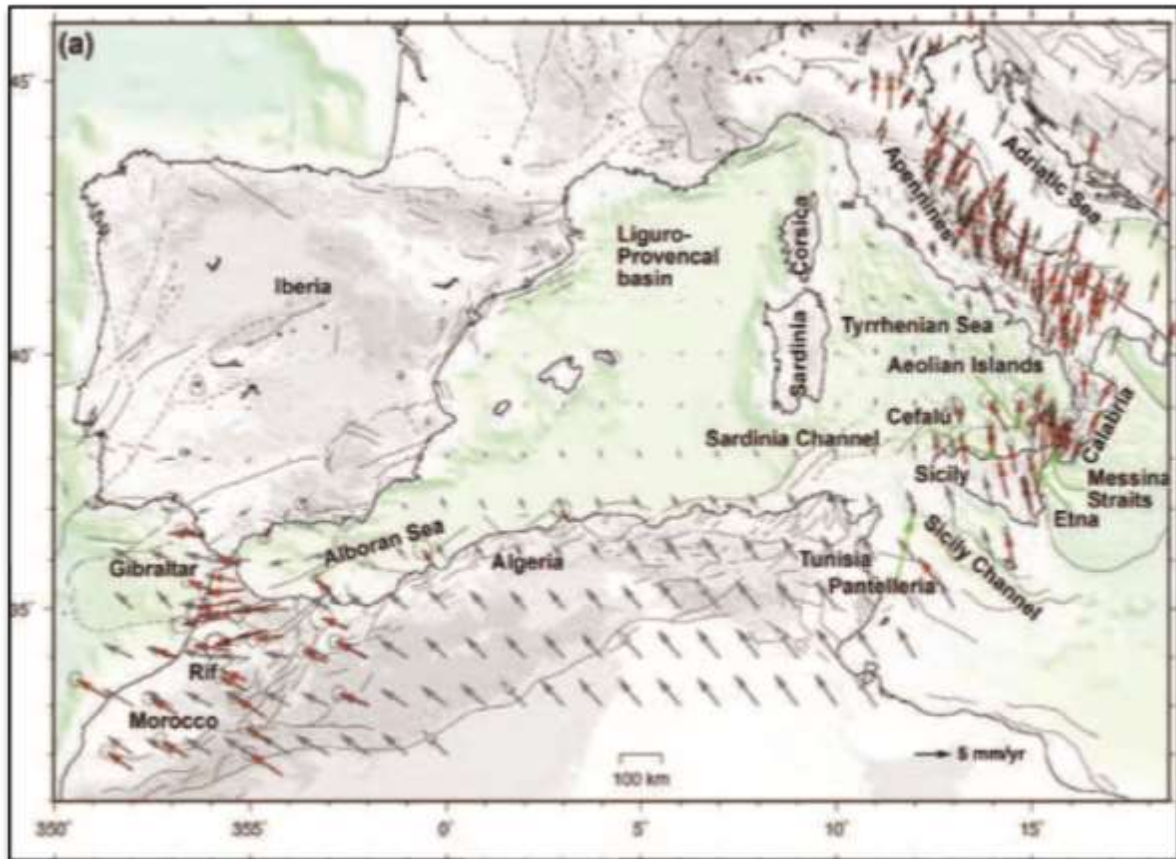 (a)
45°
Adriatic Sea
Apennines
Corsica
Liguro-
Provencal
basin
Iberia
Tyrrhenian Sea
Sardinia
40°
Aeolian Islands
Cefalù
Calabria
Sardinia Channel
Sicily
Messina
Straits
Etna
Alboran Sea
Sicily Channel
Gibraltar
Algeria
Tunisia
Pantelleria
35°
Rif
Morocco
5 mm/yr
100 km
350° 355° 0° 5° 10° 15°